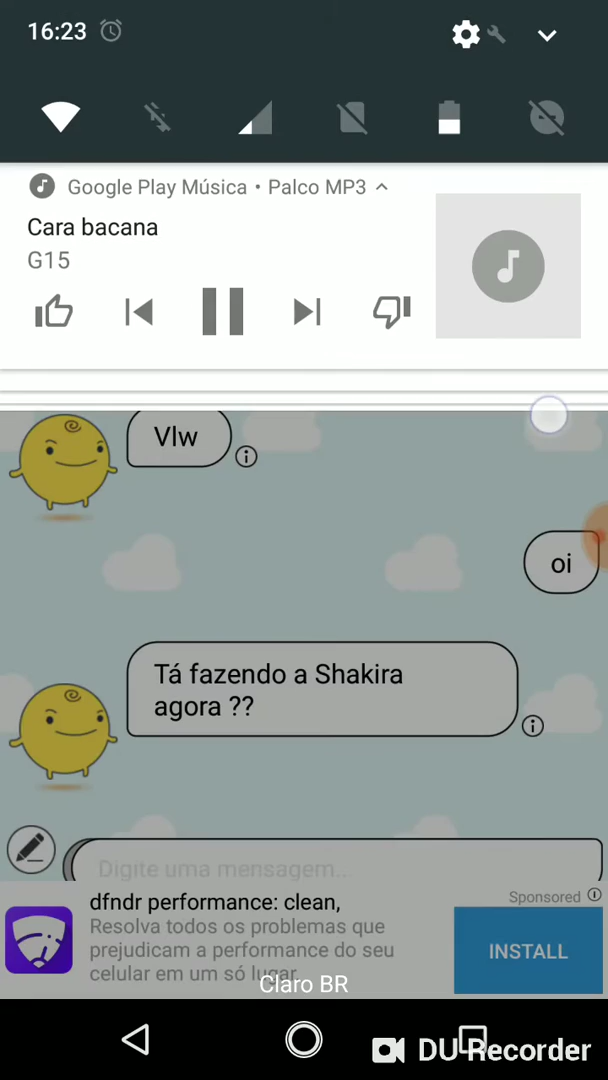 16:23
Google Play Música • Palco MP3
Cara bacana
G15
Vlw
oi
Tá fazendo a Shakira
agora ??
Digite uma mensagem...
Sponsored
dfndr performance: clean,
Resolva todos os problemas que
prejudicam a performance do seu
celular em um só lugar.
INSTALL
Claro BR
DU Recorder